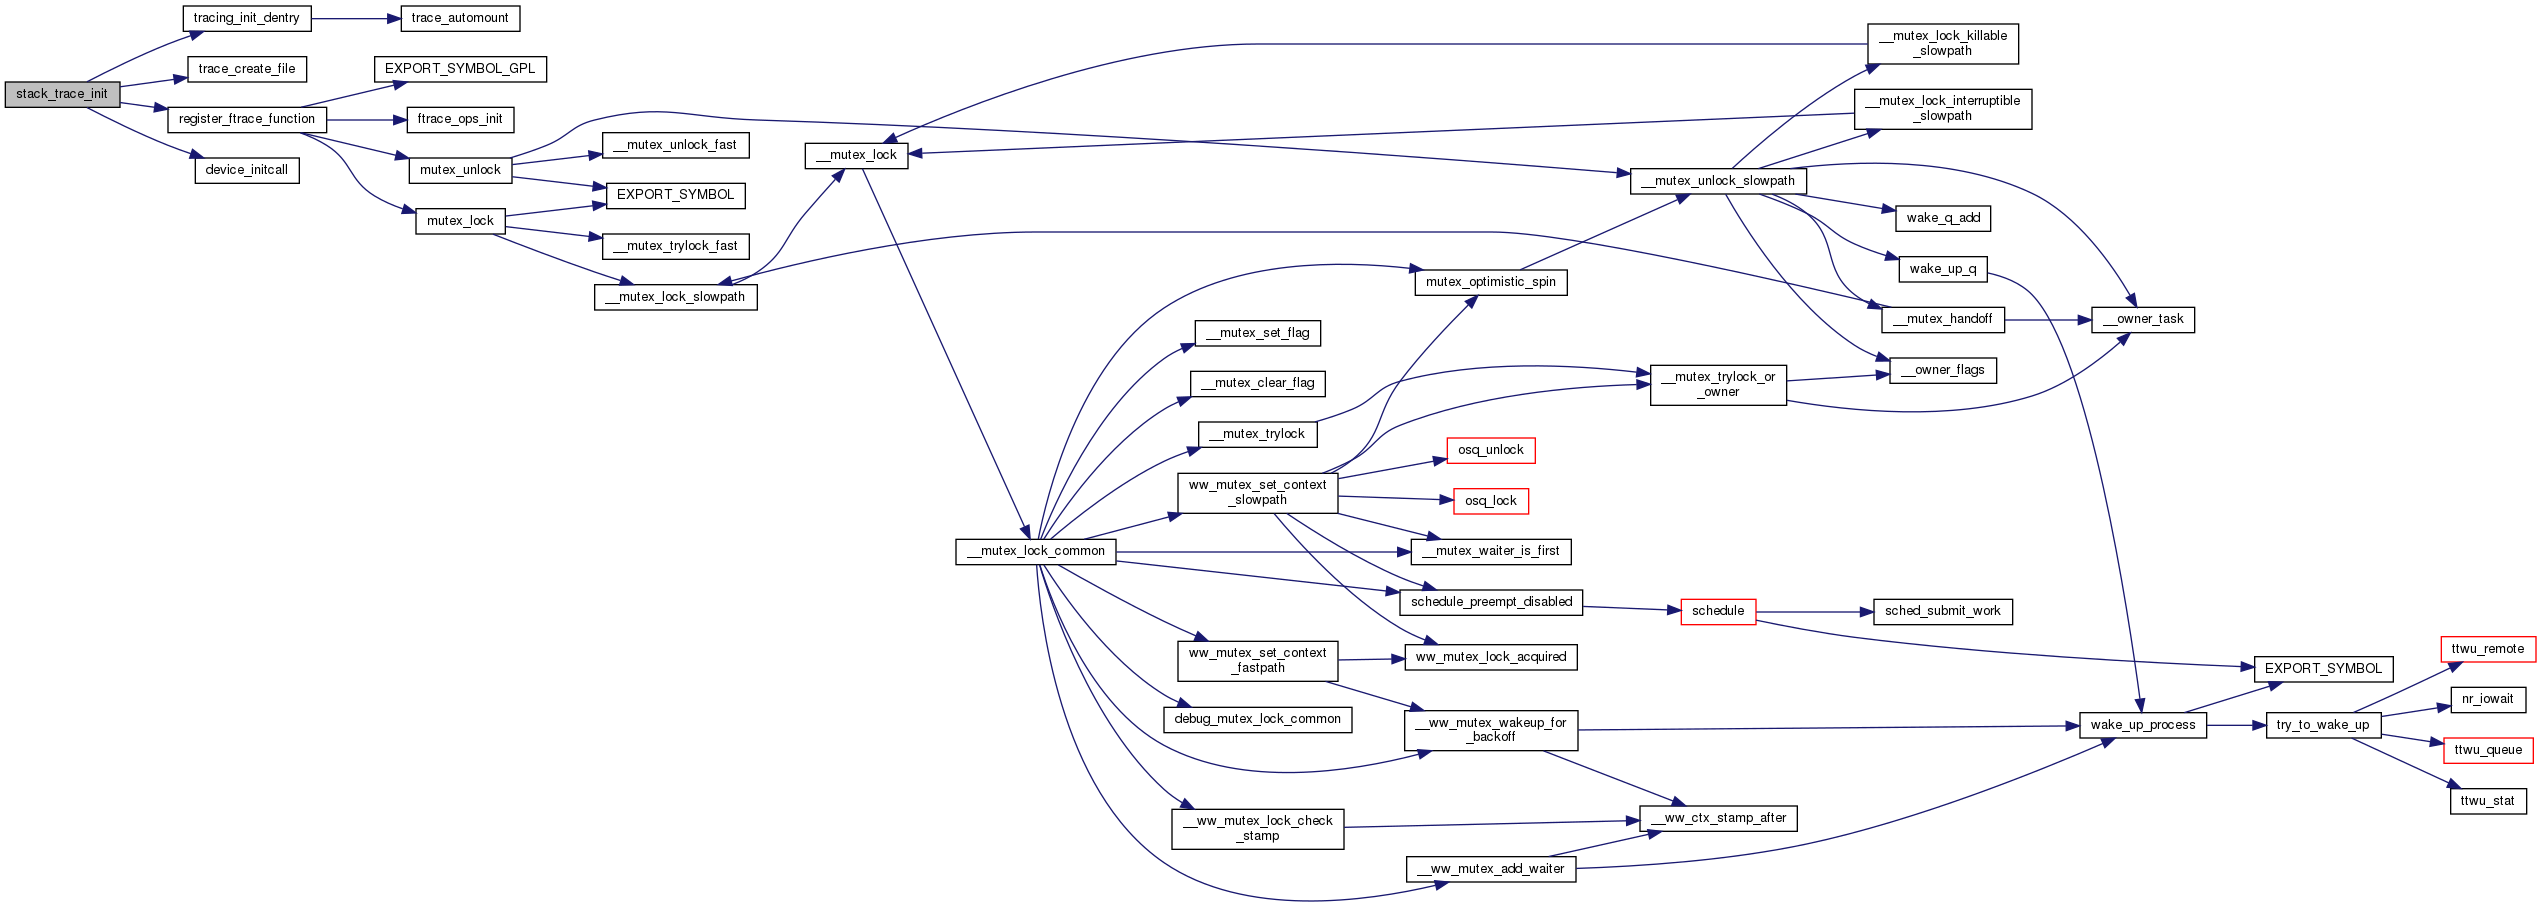 stack_trace_init
tracing_init_dentry
trace_automount
trace_create_file
EXPORT_SYMBOL_GPL
register_ftrace_function
ftrace_ops_init
device_initcall
mutex_unlock
__mutex_unlock_fast
EXPORT_SYMBOL
mutex_lock
__mutex_trylock_fast
__mutex_lock_slowpath
__mutex_lock
__mutex_lock_common
mutex_optimistic_spin
__mutex_set_flag
__mutex_clear_flag
__mutex_trylock
ww_mutex_set_context
_slowpath
osq_unlock
osq_lock
__mutex_waiter_is_first
schedule_preempt_disabled
ww_mutex_set_context
_fastpath
ww_mutex_lock_acquired
debug_mutex_lock_common
__ww_mutex_wakeup_for
_backoff
__ww_mutex_lock_check
_stamp
__ww_mutex_add_waiter
__ww_ctx_stamp_after
__mutex_lock_killable
_slowpath
__mutex_lock_interruptible
_slowpath
__mutex_unlock_slowpath
wake_q_add
wake_up_q
__mutex_handoff
__owner_task
__mutex_trylock_or
_owner
__owner_flags
schedule
sched_submit_work
EXPORT_SYMBOL
wake_up_process
try_to_wake_up
ttwu_remote
nr_iowait
ttwu_queue
ttwu_stat